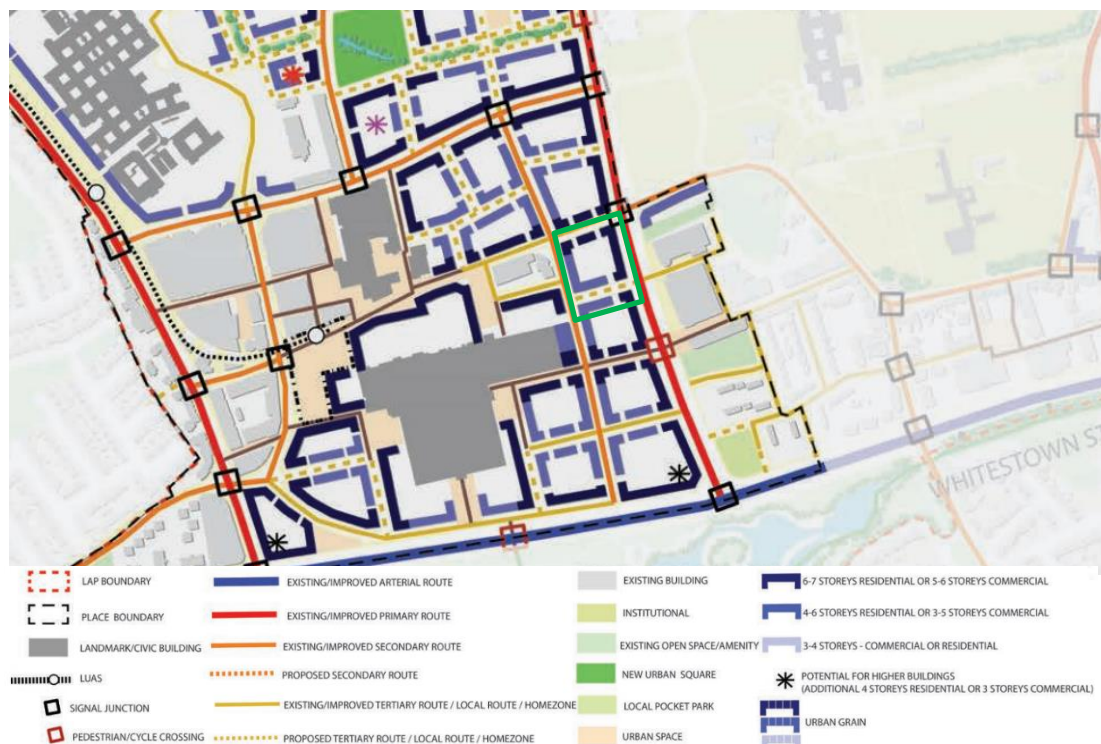 WHITESTOWN S
LAP BOUNDARY
PLACE BOUNDARY
LANDMARK/CIVIC BUILDING
LUAS
SIGNAL JUNCTION
PEDESTRIAN/CYCLE CROSSING
EXISTING/IMPROVED ARTERIAL ROUTE
EXISTING/IMPROVED PRIMARY ROUTE
EXISTING/IMPROVED SECONDARY ROUTE
PROPOSED SECONDARY ROUTE
EXISTING/IMPROVED TERTIARY ROUTE / LOCAL ROUTE / HOMEZONE
PROPOSED TERTIARY ROUTE / LOCAL ROUTE / HOMEZONE
EXISTING BUILDING
INSTITUTIONAL
EXISTING OPEN SPACE/AMENITY
NEW URBAN SQUARE
LOCAL POCKET PARK
URBAN SPACE
6-7 STOREYS RESIDENTIAL OR 5-6 STOREYS COMMERCIAL
4-6 STOREYS RESIDENTIAL OR 3-5 STOREYS COMMERCIAL
3-4 STOREYS - COMMERCIAL OR RESIDENTIAL
POTENTIAL FOR HIGHER BUILDINGS
(ADDITIONAL 4 STOREYS RESIDENTIAL OR 3 STOREYS COMMERCIAL)
URBAN GRAIN